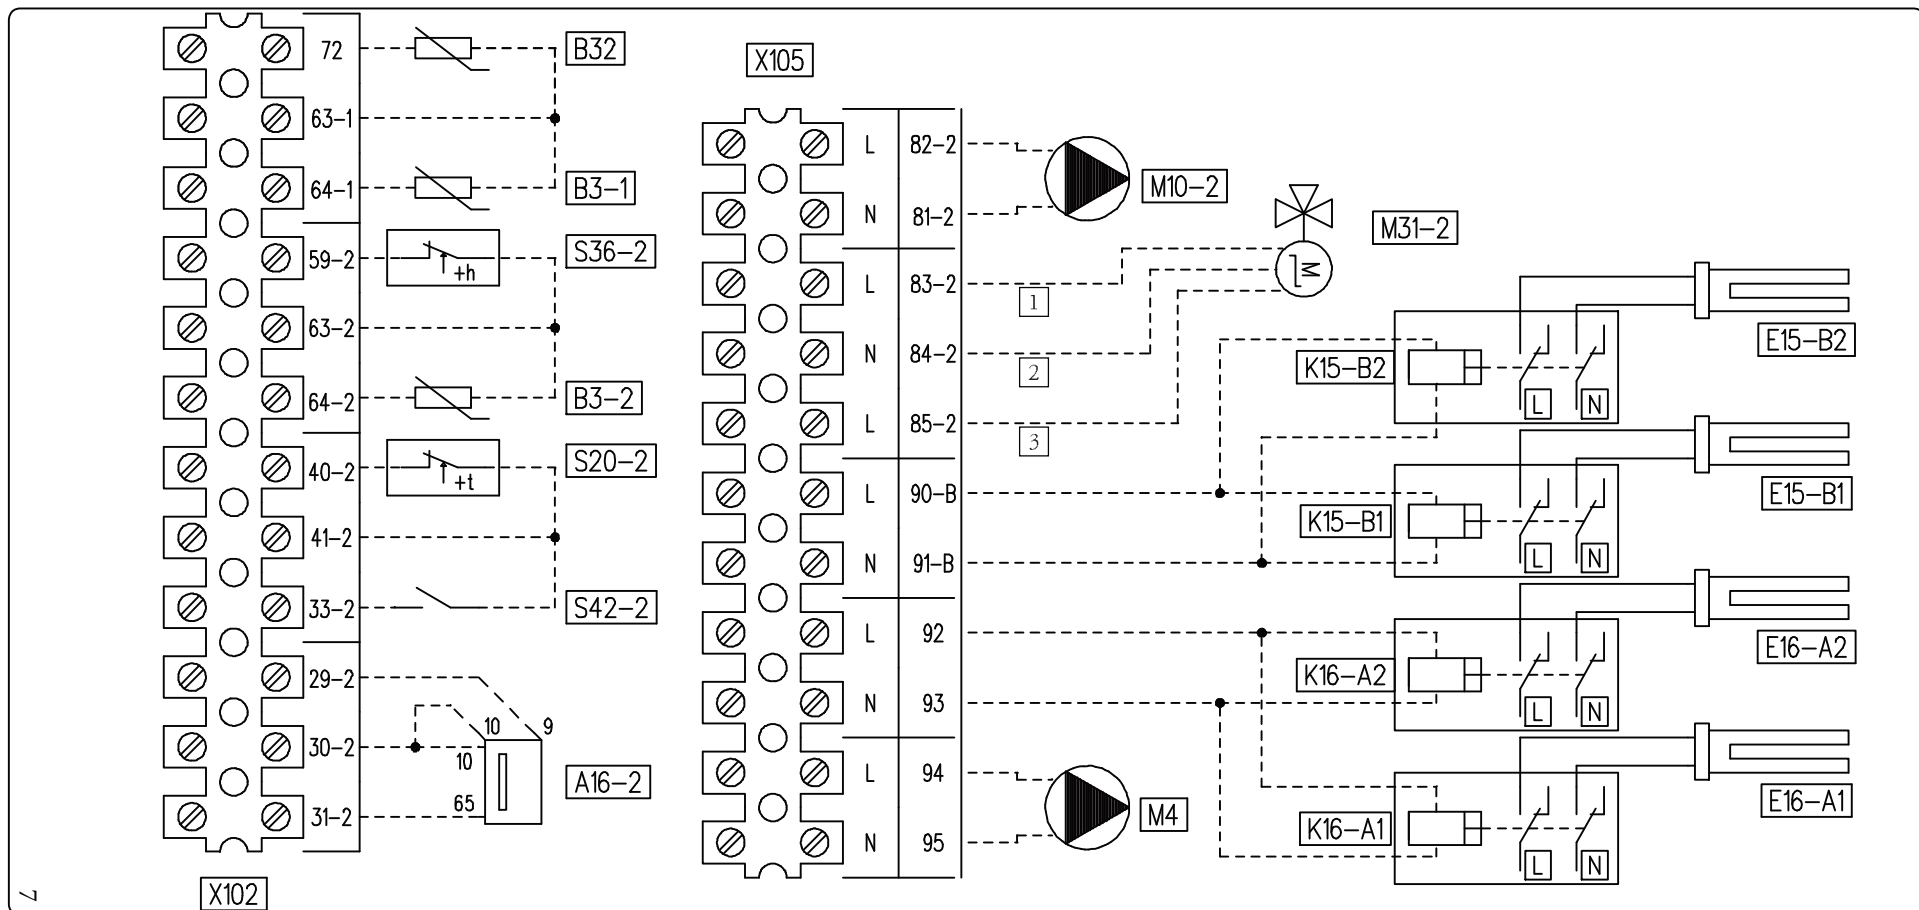 72
B32
63-1
64-1
B3-1
59-2
+h
S36-2
63-2
64-2
B3-2
40-2
+t
S20-2
41-2
33-2
S42-2
29-2
10
9
30-2
10
A16-2
65
31-2
X102
7
X105
L
82-2
N
81-2
M10-2
M31-2
M
L
83-2
1
N
84-2
2
L
85-2
3
L
90-B
N
91-B
L
92
N
93
L
94
N
95
M4
K15-B2
L
N
E15-B2
K15-B1
L
N
E15-B1
K16-A2
L
N
E16-A2
K16-A1
L
N
E16-A1